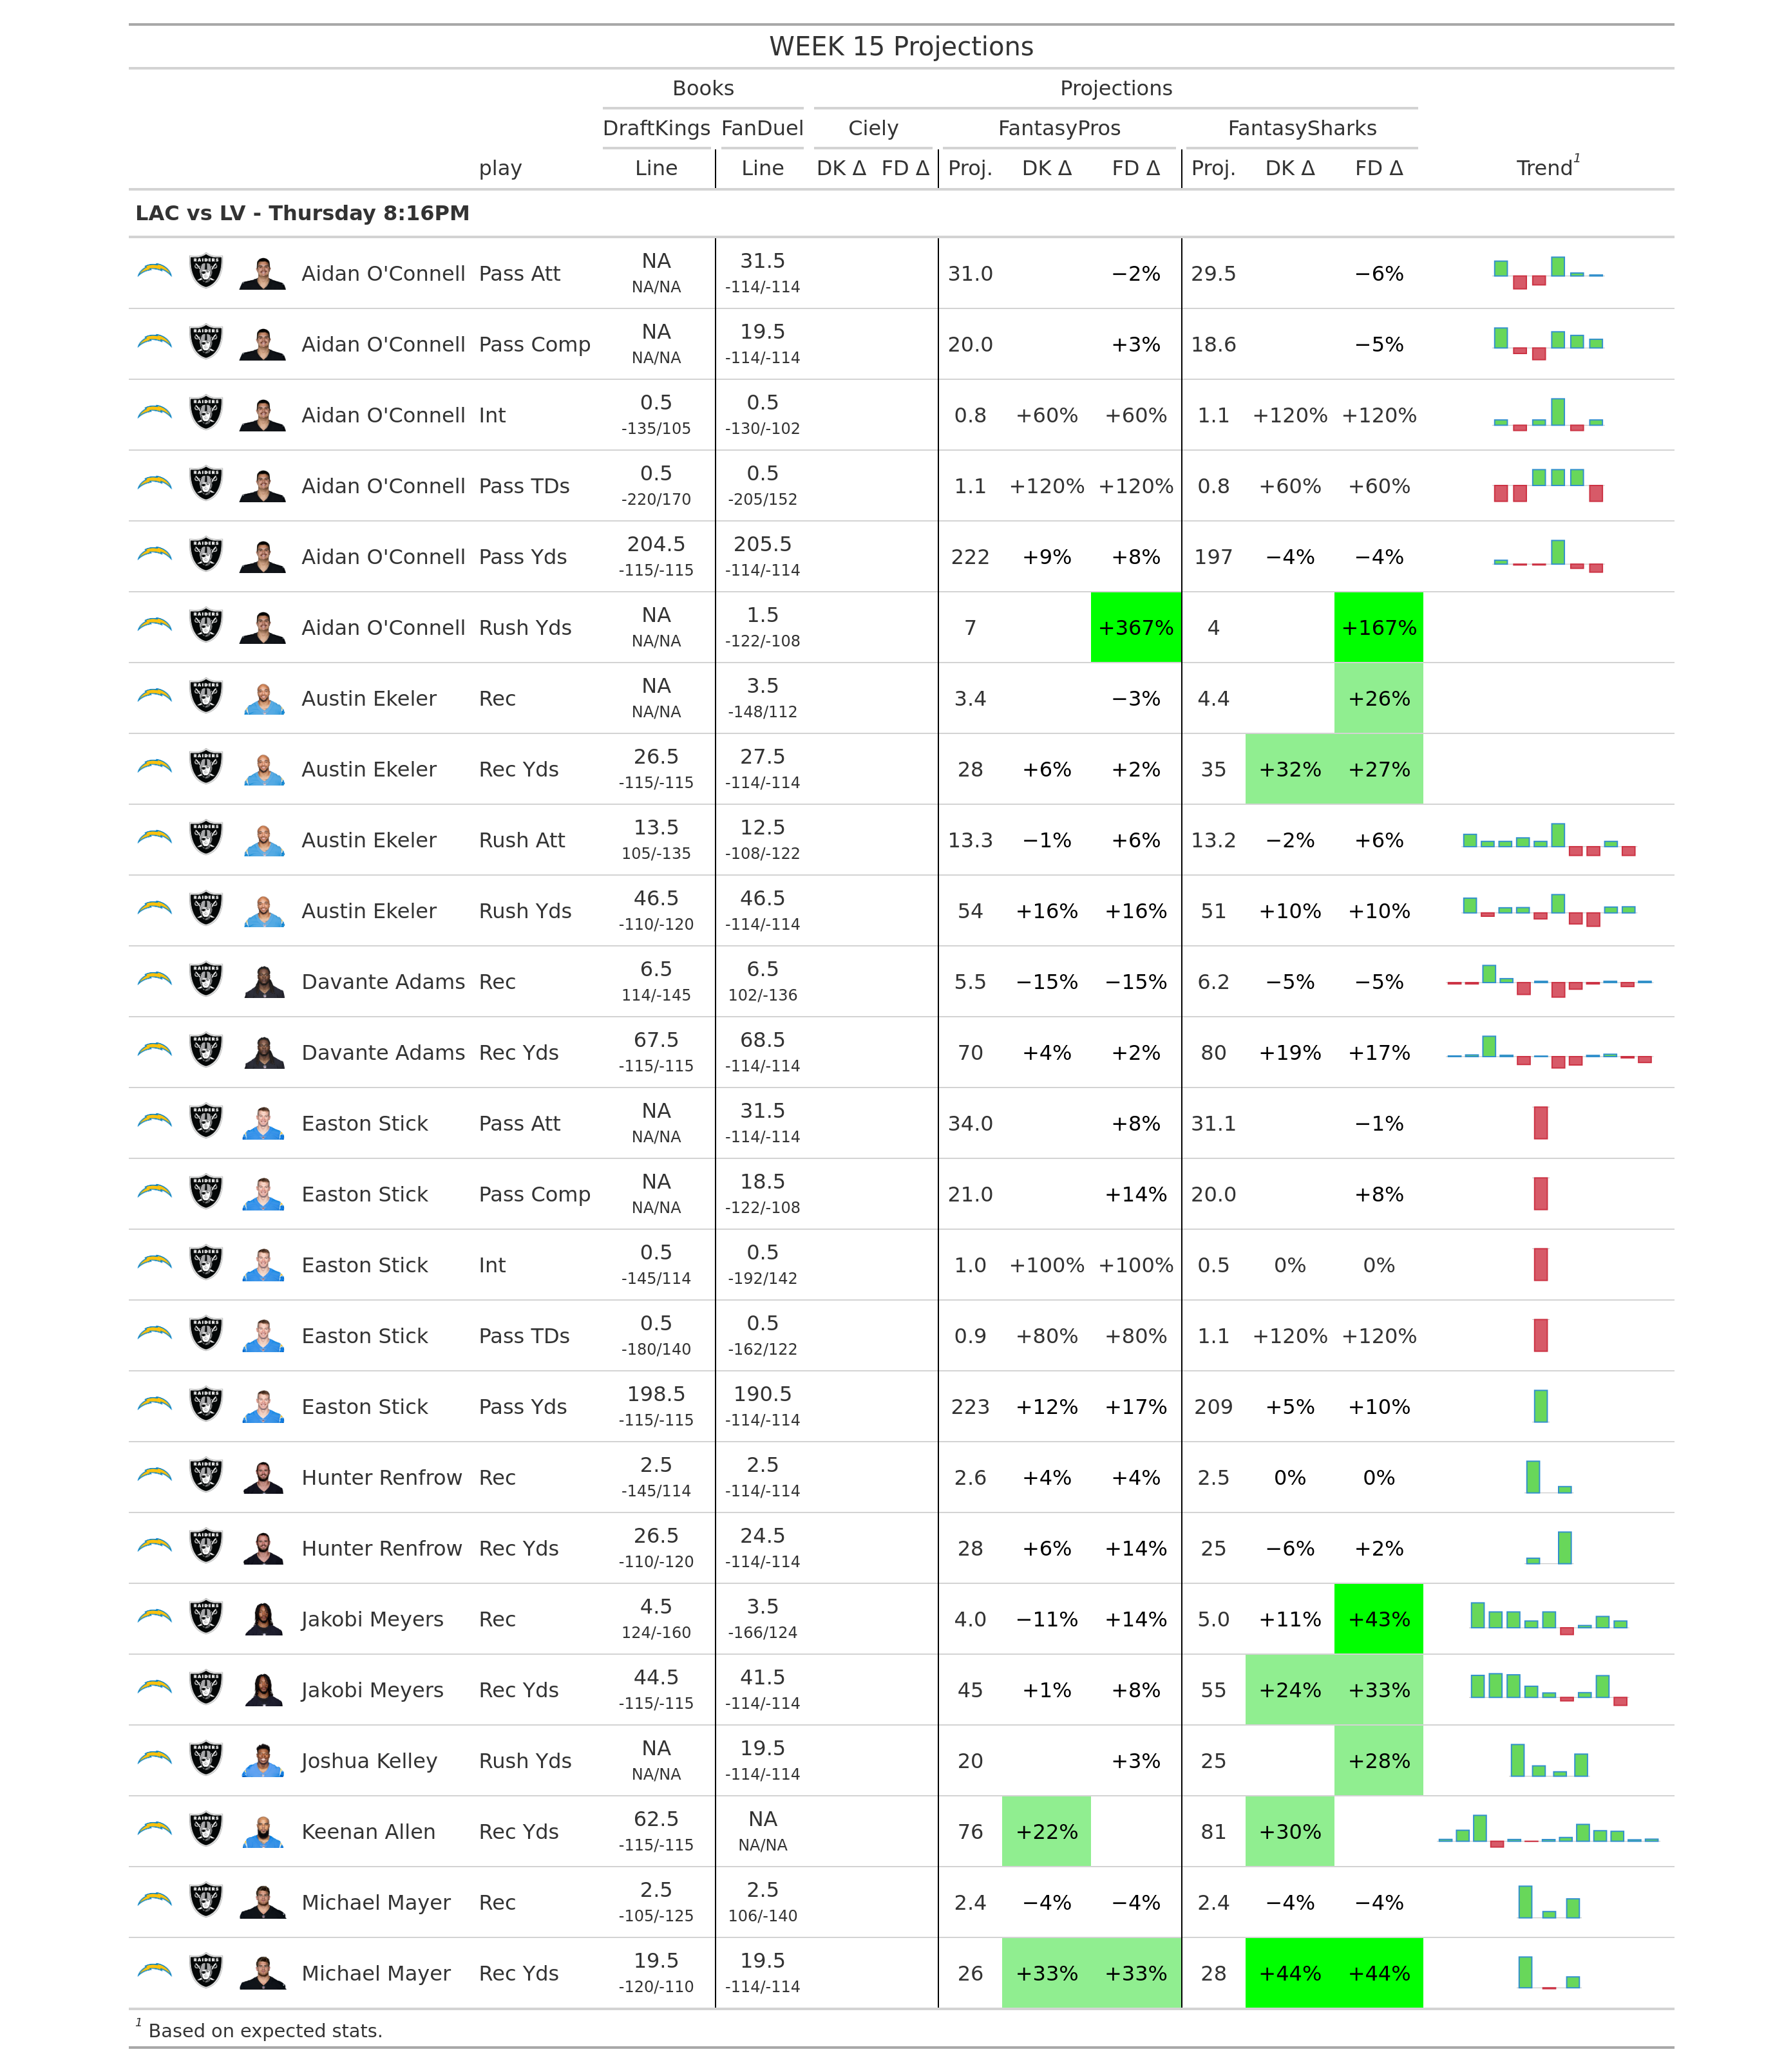 WEEK 15 Projections
Books Projections
DraftKings FanDuel Ciely FantasyPros FantasySharks
play Line Line DK Δ FD Δ Proj. DK Δ FD Δ Proj. DK Δ FD Δ Trend1
LAC vs LV - Thursday 8:16PM
Aidan O'Connell Pass Att NA 31.5 31.0 −2% 29.5 −6%
NA/NA -114/-114
Aidan O'Connell Pass Comp NA 19.5 20.0 +3% 18.6 −5%
NA/NA -114/-114
Aidan O'Connell Int 0.5 0.5 0.8 +60% +60% 1.1 +120% +120%
-135/105 -130/-102
Aidan O'Connell Pass TDs 0.5 0.5 1.1 +120% +120% 0.8 +60% +60%
-220/170 -205/152
Aidan O'Connell Pass Yds 204.5 205.5 222 +9% +8% 197 −4% −4%
-115/-115 -114/-114
Aidan O'Connell Rush Yds NA 1.5 7 +367% 4 +167%
NA/NA -122/-108
Austin Ekeler Rec NA 3.5 3.4 −3% 4.4 +26%
NA/NA -148/112
Austin Ekeler Rec Yds 26.5 27.5 28 +6% +2% 35 +32% +27%
-115/-115 -114/-114
Austin Ekeler Rush Att 13.5 12.5 13.3 −1% +6% 13.2 −2% +6%
105/-135 -108/-122
Austin Ekeler Rush Yds 46.5 46.5 54 +16% +16% 51 +10% +10%
-110/-120 -114/-114
Davante Adams Rec 6.5 6.5 5.5 −15% −15% 6.2 −5% −5%
114/-145 102/-136
Davante Adams Rec Yds 67.5 68.5 70 +4% +2% 80 +19% +17%
-115/-115 -114/-114
Easton Stick Pass Att NA 31.5 34.0 +8% 31.1 −1%
NA/NA -114/-114
Easton Stick Pass Comp NA 18.5 21.0 +14% 20.0 +8%
NA/NA -122/-108
Easton Stick Int 0.5 0.5 1.0 +100% +100% 0.5 0% 0%
-145/114 -192/142
Easton Stick Pass TDs 0.5 0.5 0.9 +80% +80% 1.1 +120% +120%
-180/140 -162/122
Easton Stick Pass Yds 198.5 190.5 223 +12% +17% 209 +5% +10%
-115/-115 -114/-114
Hunter Renfrow Rec 2.5 2.5 2.6 +4% +4% 2.5 0% 0%
-145/114 -114/-114
Hunter Renfrow Rec Yds 26.5 24.5 28 +6% +14% 25 −6% +2%
-110/-120 -114/-114
Jakobi Meyers Rec 4.5 3.5 4.0 −11% +14% 5.0 +11% +43%
124/-160 -166/124
Jakobi Meyers Rec Yds 44.5 41.5 45 +1% +8% 55 +24% +33%
-115/-115 -114/-114
Joshua Kelley Rush Yds NA 19.5 20 +3% 25 +28%
NA/NA -114/-114
Keenan Allen Rec Yds 62.5 NA 76 +22% 81 +30%
-115/-115 NA/NA
Michael Mayer Rec 2.5 2.5 2.4 −4% −4% 2.4 −4% −4%
-105/-125 106/-140
Michael Mayer Rec Yds 19.5 19.5 26 +33% +33% 28 +44% +44%
-120/-110 -114/-114
1 Based on expected stats.